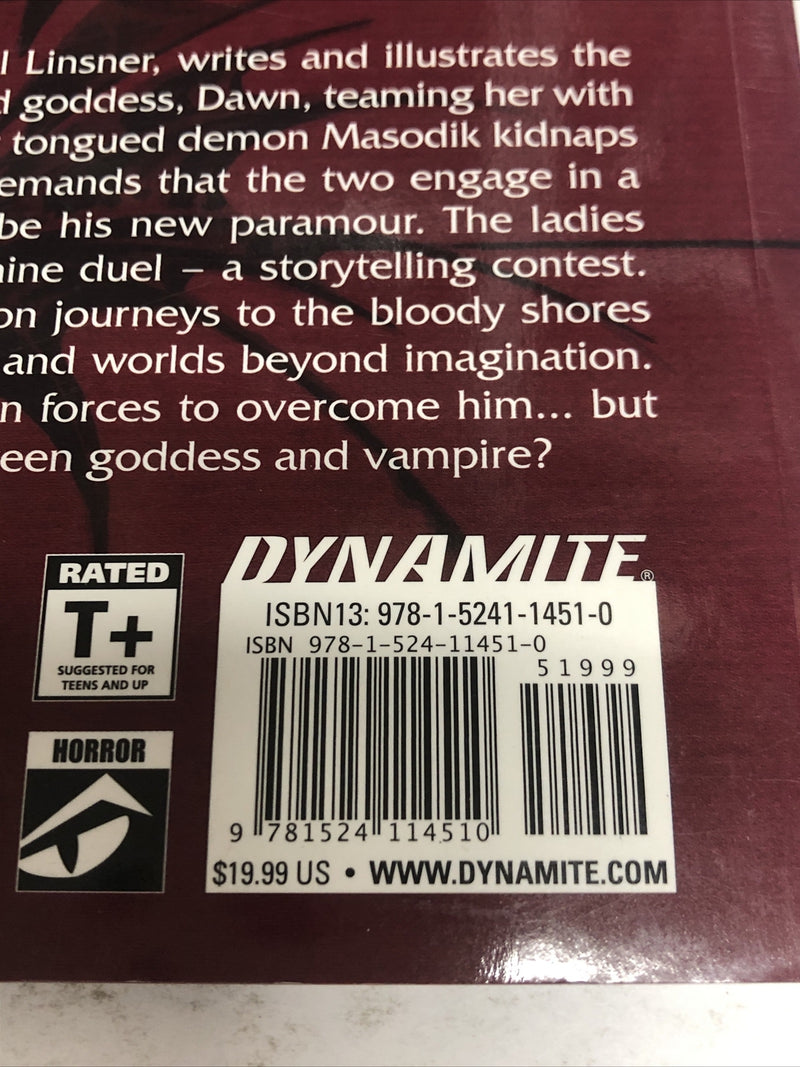 l Linsner, writes and illustrates the
d goddess, Dawn, teaming her with
tongued demon Masodik kidnaps
emands that the two engage in a
be his new paramour. The ladies
nine duel – a storytelling contest.
on journeys to the bloody shores
and worlds beyond imagination.
n forces to overcome him... but
een goddess and vampire?
DYNAMITE®
RATED
T+
SUGGESTED FOR
TEENS AND UP
HORROR
ISBN13: 978-1-5241-1451-0
ISBN 978-1-524-11451-0
51999
9 781524 114510
$19.99 US • WWW.DYNAMITE.COM